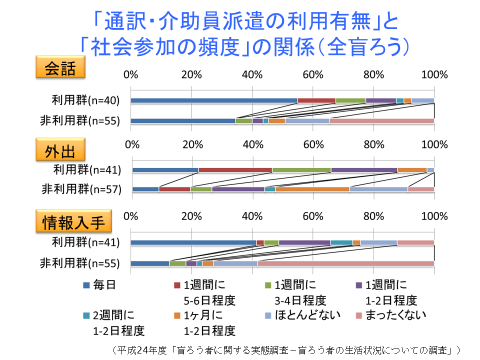 「通訳・介助員派遣の利用有無」と
「社会参加の頻度」の関係（全盲ろう）
会話
0% 20% 40% 60% 80% 100%
利用群(n=40)
非利用群(n=55)
外出
0% 20% 40% 60% 80% 100%
利用群(n=41)
非利用群(n=57)
情報入手
0% 20% 40% 60% 80% 100%
利用群(n=41)
非利用群(n=55)
毎日 1週間に 1週間に 1週間に
5-6日程度 3-4日程度 1-2日程度
2週間に 1ヶ月に ほとんどない まったくない
1-2日程度 1-2日程度
（平成24年度「盲ろう者に関する実態調査－盲ろう者の生活状況についての調査」）